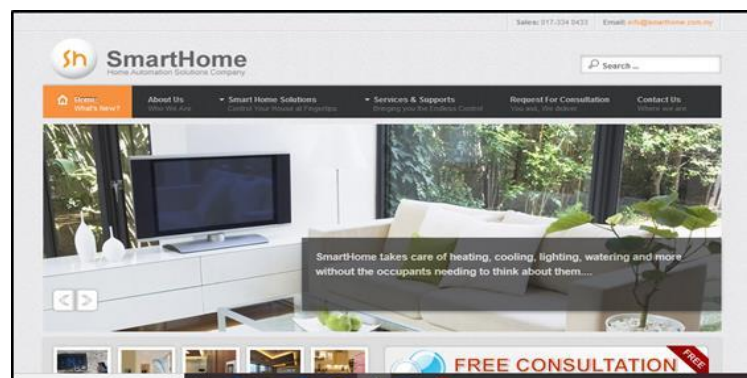 Sales: 017-334 0433 Email: info@smarthome.com.my
Sh SmartHome
Home Automation Solutions Company
Search ...
Home About Us Smart Home Solutions Services & Supports Request For Consultation Contact Us
What's New? Who We Are Control Your House at Fingertips Bringing you the Endless Control You ask, We deliver Where we are
SmartHome takes care of heating, cooling, lighting, watering and more
without the occupants needing to think about them....
FREE CONSULTATION FREE